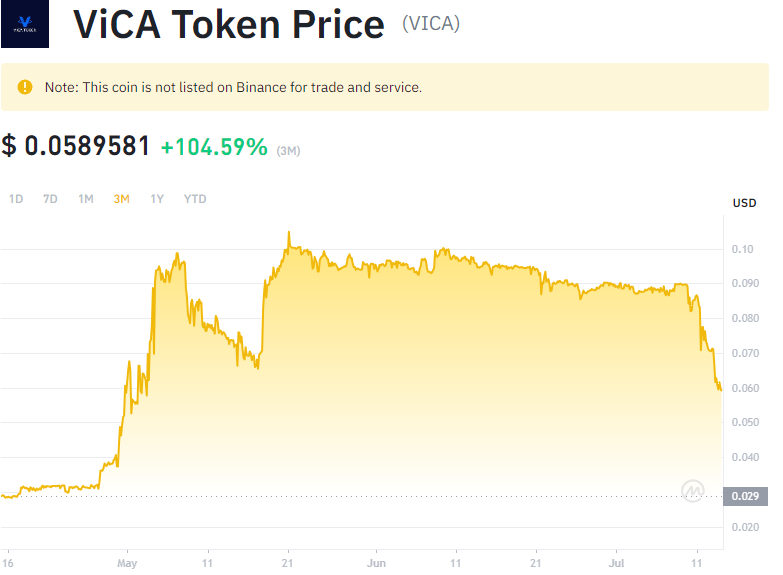 ViCA Token Price (VICA)
VICA TOKEN
Note: This coin is not listed on Binance for trade and service.
$ 0.0589581 +104.59% (3M)
1D 7D 1M 3M 1Y YTD
USD
0.10
0.090
0.080
0.070
0.060
0.050
0.040
0.029
0.020
16 May 11 21 Jun 11 21 Jul 11